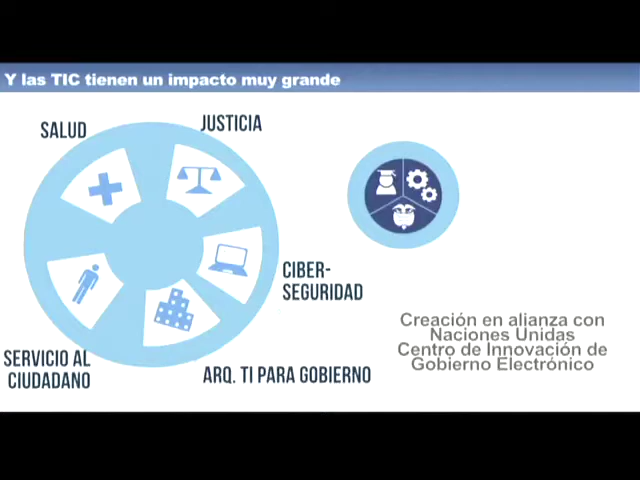 Y las TIC tienen un impacto muy grande
SALUD
JUSTICIA
CIBER-
SEGURIDAD
SERVICIO AL
CIUDADANO
ARQ. TI PARA GOBIERNO
Creación en alianza con
Naciones Unidas
Centro de Innovación de
Gobierno Electrónico